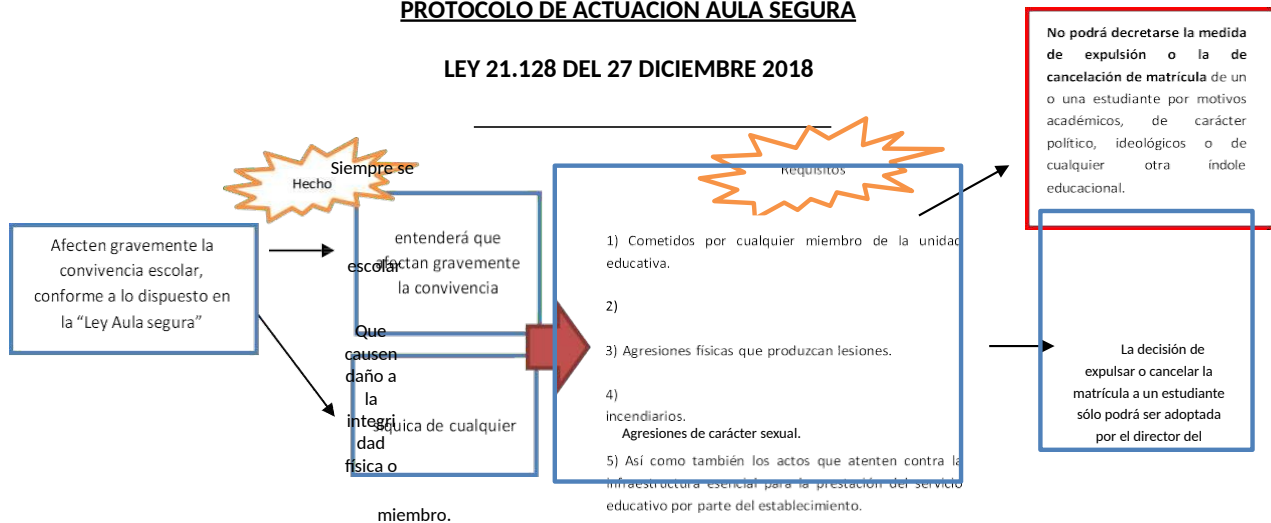 PROTOCOLO DE ACTUACION AULA SEGURA
LEY 21.128 DEL 27 DICIEMBRE 2018
No podrá decretarse la medida
de expulsión o la de
cancelación de matrícula de un
o una estudiante por motivos
académicos, de carácter
político, ideológicos o de
cualquier otra índole
educacional.
Hecho
Siempre se
entenderá que
afectan gravemente
escolar
la convivencia
Afecten gravemente la
convivencia escolar,
conforme a lo dispuesto en
la “Ley Aula segura”
Que
causen
daño a
la
integri
dad
física o
síquica de cualquier
miembro.
Requisitos
1) Cometidos por cualquier miembro de la unidad
educativa.
2)
3) Agresiones físicas que produzcan lesiones.
4)
incendiarios.
Agresiones de carácter sexual.
5) Así como también los actos que atenten contra la
infraestructura esencial para la prestación del servicio
educativo por parte del establecimiento.
La decisión de
expulsar o cancelar la
matrícula a un estudiante
sólo podrá ser adoptada
por el director del